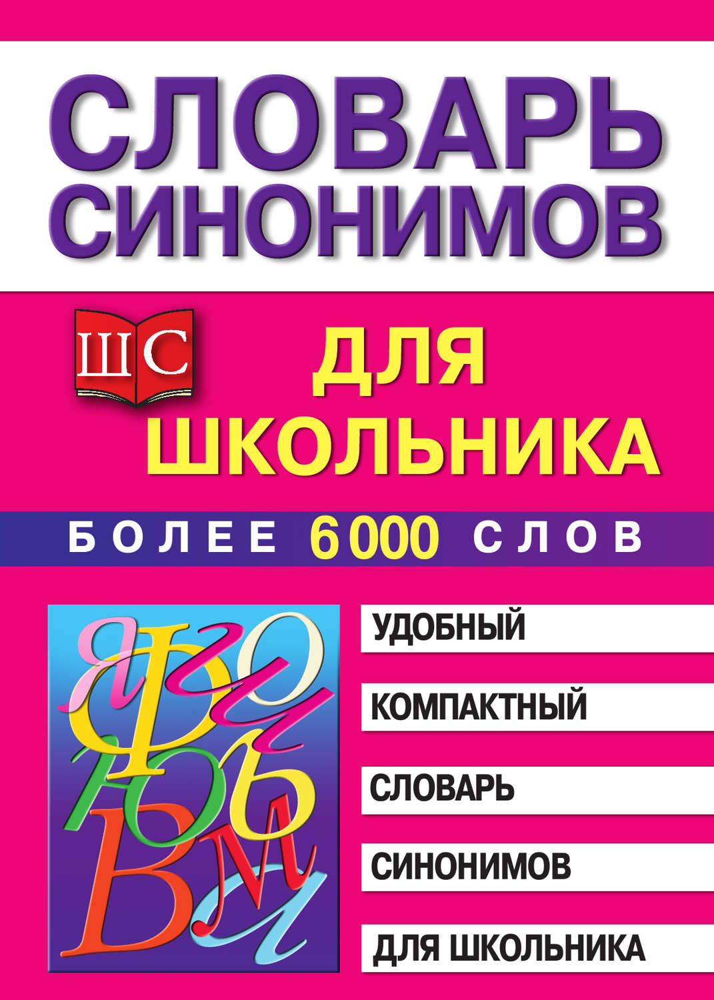 СЛОВАРЬ
СИНОНИМОВ
ШС
ДЛЯ
ШКОЛЬНИКА
БОЛЕЕ 6 000 СЛОВ
УДОБНЫЙ
КОМПАКТНЫЙ
СЛОВАРЬ
СИНОНИМОВ
ДЛЯ ШКОЛЬНИКА